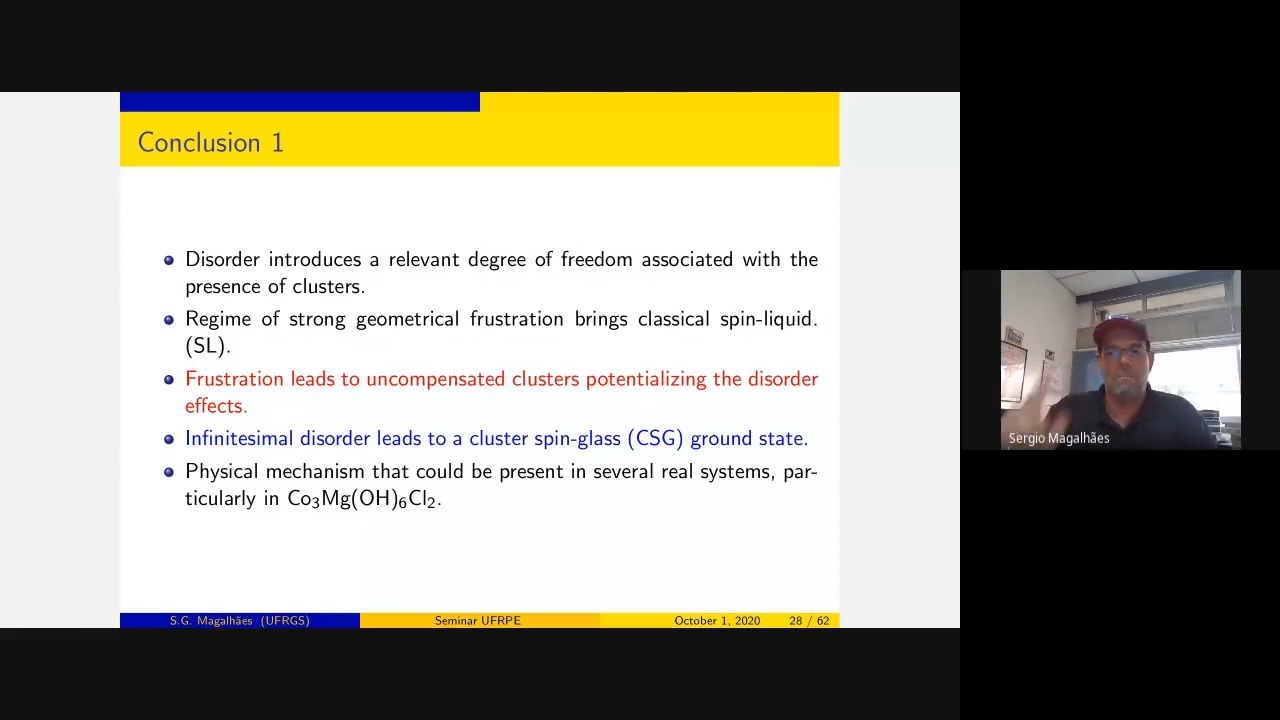 Conclusion 1
Disorder introduces a relevant degree of freedom associated with the
presence of clusters.
Regime of strong geometrical frustration brings classical spin-liquid.
(SL).
Frustration leads to uncompensated clusters potentializing the disorder
effects.
Infinitesimal disorder leads to a cluster spin-glass (CSG) ground state.
Physical mechanism that could be present in several real systems, par-
ticularly in Co₃Mg(OH)₆Cl₂.
S.G. Magalhães (UFRGS)
Seminar UFRPE
October 1, 2020
28 / 62
Sergio Magalhães